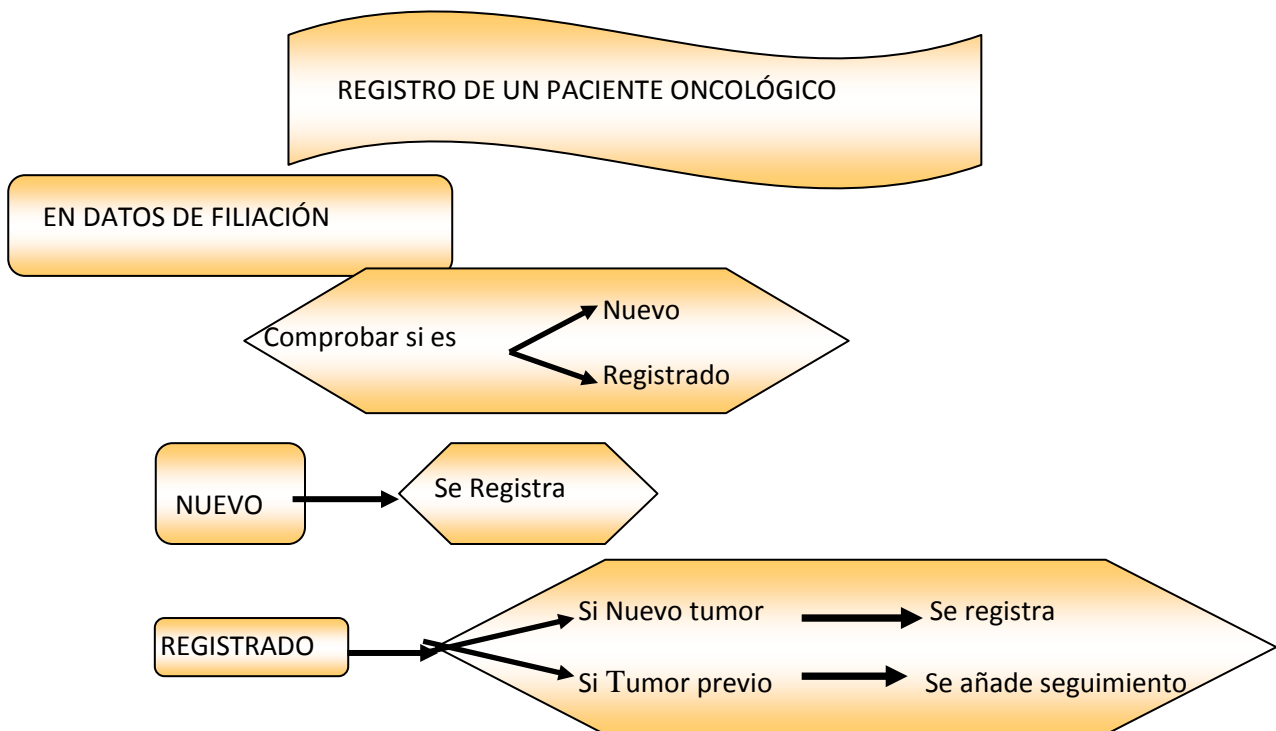 REGISTRO DE UN PACIENTE ONCOLÓGICO
EN DATOS DE FILIACIÓN
Comprobar si es
Nuevo
Registrado
NUEVO
Se Registra
REGISTRADO
Si Nuevo tumor
Se registra
Si Tumor previo
Se añade seguimiento